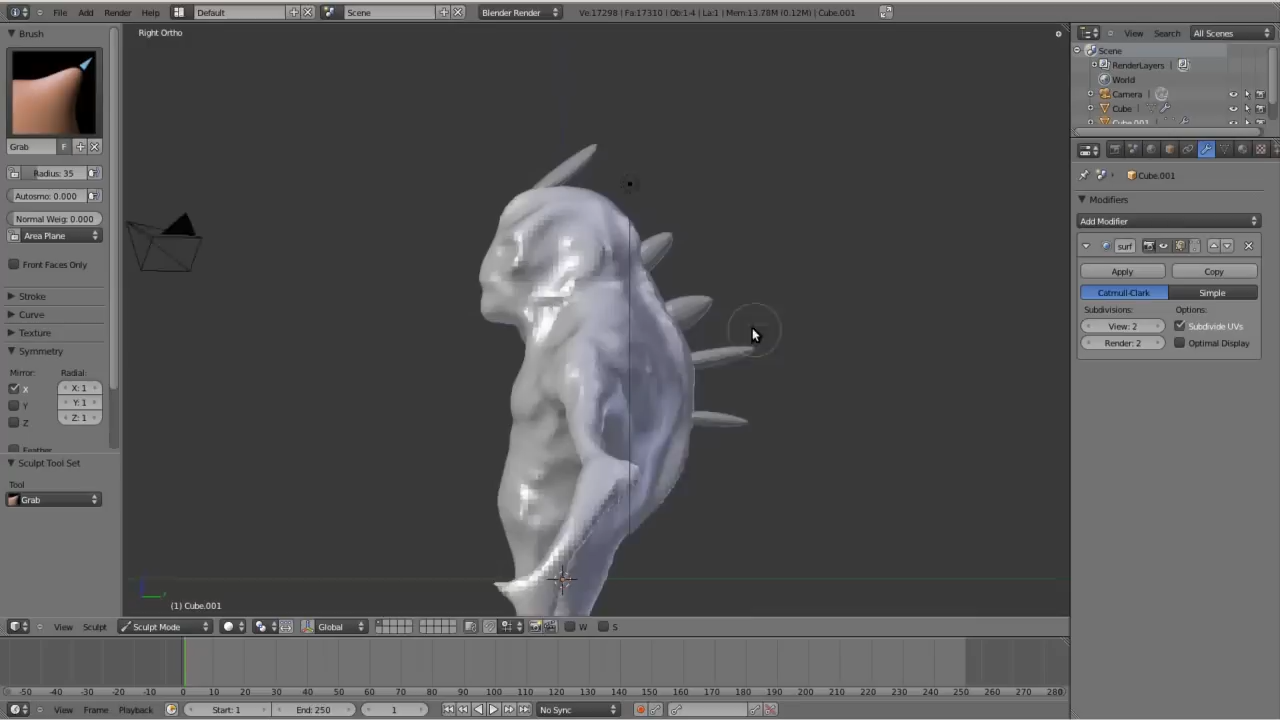 File Add Render Help Default Scene Blender Render Ve:17298 | Fa:17310 | Ob:1-4 | La:1 | Mem:13.78M (0.12M) | Cube.001
Brush
Grab F
Radius: 35
Autosmo: 0.000
Normal Weig: 0.000
Area Plane
Front Faces Only
Stroke
Curve
Texture
Symmetry
Mirror: Radial:
X X: 1
Y Y: 1
Z Z: 1
Feather
Sculpt Tool Set
Tool
Grab
Right Ortho
(1) Cube.001
View Search All Scenes
Scene
RenderLayers
World
Camera
Cube
Cube.001
Cube.001
Modifiers
Add Modifier
surf
Apply Copy
Catmull-Clark Simple
Subdivisions: Options:
View: 2 Subdivide UVs
Render: 2 Optimal Display
View Sculpt Sculpt Mode Global W S
-50 -40 -30 -20 -10 0 10 20 30 40 50 60 70 80 90 100 110 120 130 140 150 160 170 180 190 200 210 220 230 240 250 260 270 280
View Frame Playback Start: 1 End: 250 1 No Sync